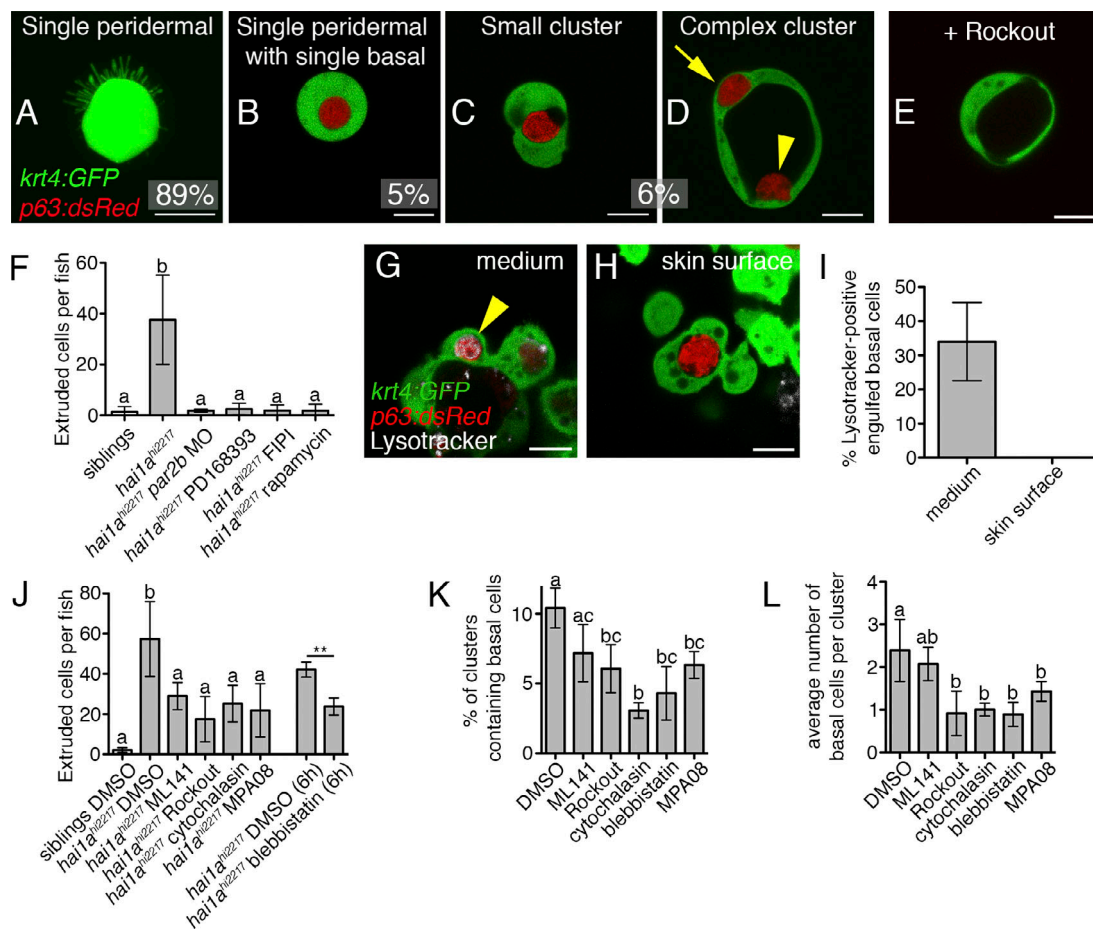 Single peridermal
Single peridermal
with single basal
Small cluster
Complex cluster
+ Rockout
A
B
C
D
E
krt4:GFP
p63:dsRed
89%
5%
6%
F
Extruded cells per fish
60
40
20
0
a
b
a
a
a
a
siblings
hai1a^hi2217
hai1a^hi2217 par2b MO
hai1a^hi2217 PD168393
hai1a^hi2217 FIPI
hai1a^hi2217 rapamycin
G
medium
krt4:GFP
p63:dsRed
Lysotracker
H
skin surface
I
% Lysotracker-positive
engulfed basal cells
50
40
30
20
10
0
medium
skin surface
J
Extruded cells per fish
80
60
40
20
0
a
b
a
a
a
a
**
siblings DMSO
hai1a^hi2217 DMSO
hai1a^hi2217 ML141
hai1a^hi2217 Rockout
hai1a^hi2217 cytochalasin
hai1a^hi2217 MPA08
hai1a^hi2217 DMSO (6h)
hai1a^hi2217 blebbistatin (6h)
K
% of clusters
containing basal cells
10
5
0
a
ac
bc
b
bc
bc
DMSO
ML141
Rockout
cytochalasin
blebbistatin
MPA08
L
average number of
basal cells per cluster
4
3
2
1
0
a
ab
b
b
b
b
DMSO
ML141
Rockout
cytochalasin
blebbistatin
MPA08